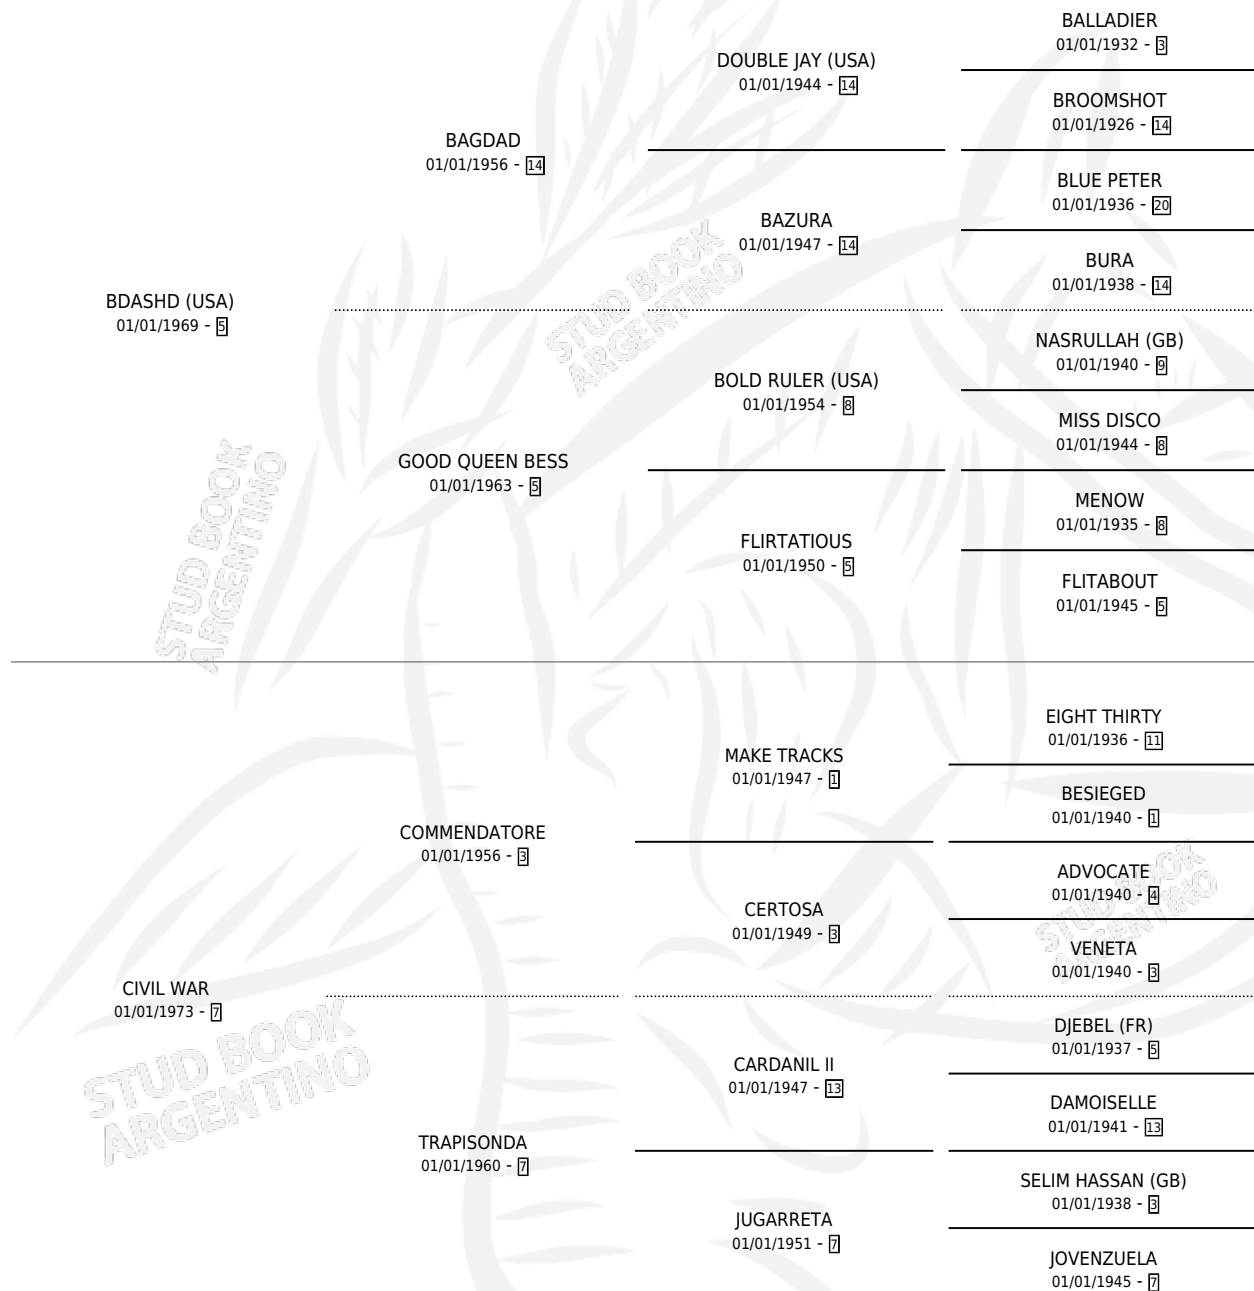 BALLADIER
01/01/1932 - 3
DOUBLE JAY (USA)
01/01/1944 - 14
BROOMSHOT
01/01/1926 - 14
BAGDAD
01/01/1956 - 14
BLUE PETER
01/01/1936 - 20
BAZURA
01/01/1947 - 14
BURA
01/01/1938 - 14
BDASHD (USA)
01/01/1969 - 5
STUD BOOK
ARGENTINO
NASRULLAH (GB)
01/01/1940 - 9
BOLD RULER (USA)
01/01/1954 - 8
MISS DISCO
01/01/1944 - 8
GOOD QUEEN BESS
01/01/1963 - 5
MENOW
01/01/1935 - 8
FLIRTATIOUS
01/01/1950 - 5
FLITABOUT
01/01/1945 - 5
STUD BOOK
ARGENTINO
EIGHT THIRTY
01/01/1936 - 11
MAKE TRACKS
01/01/1947 - 1
BESIEGED
01/01/1940 - 1
COMMENDATORE
01/01/1956 - 3
ADVOCATE
01/01/1940 - 4
CERTOSA
01/01/1949 - 3
VENETA
01/01/1940 - 3
STUD BOOK
ARGENTINO
CIVIL WAR
01/01/1973 - 7
DJEBEL (FR)
01/01/1937 - 5
CARDANIL II
01/01/1947 - 13
DAMOISELLE
01/01/1941 - 13
STUD BOOK
ARGENTINO
TRAPISONDA
01/01/1960 - 7
SELIM HASSAN (GB)
01/01/1938 - 3
JUGARRETA
01/01/1951 - 7
JOVENZUELA
01/01/1945 - 7